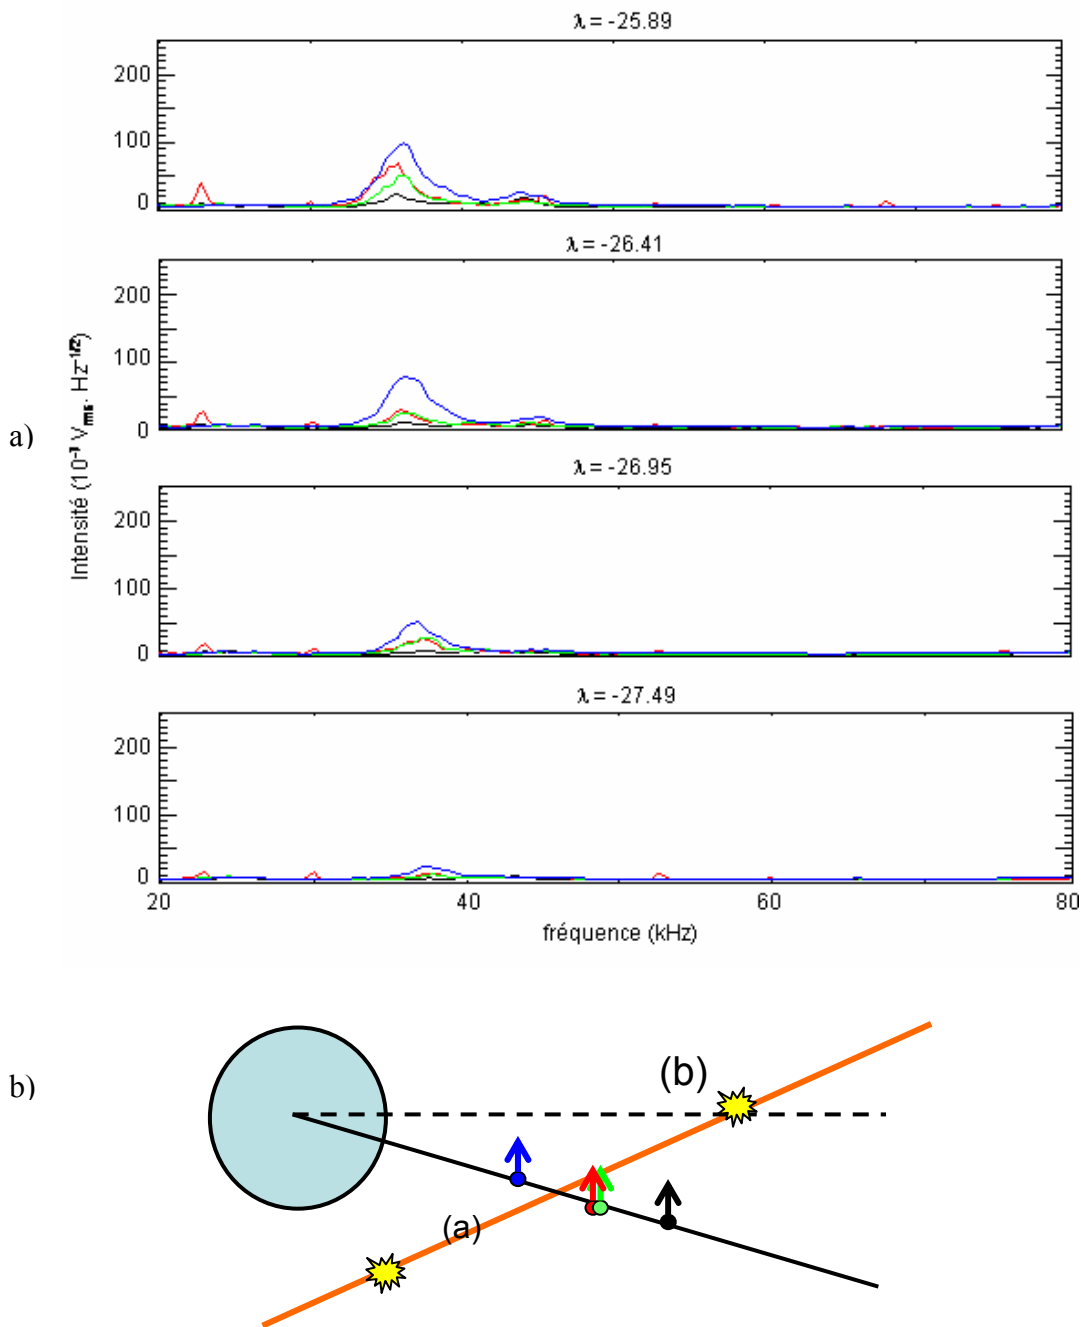 λ = -25.89
200
100
0
λ = -26.41
200
100
0
a)
Intensité (10⁻³ Vrms. Hz⁻¹ᐟ²)
λ = -26.95
200
100
0
λ = -27.49
200
100
0
20 40 60 80
fréquence (kHz)
b)
(b)
(a)